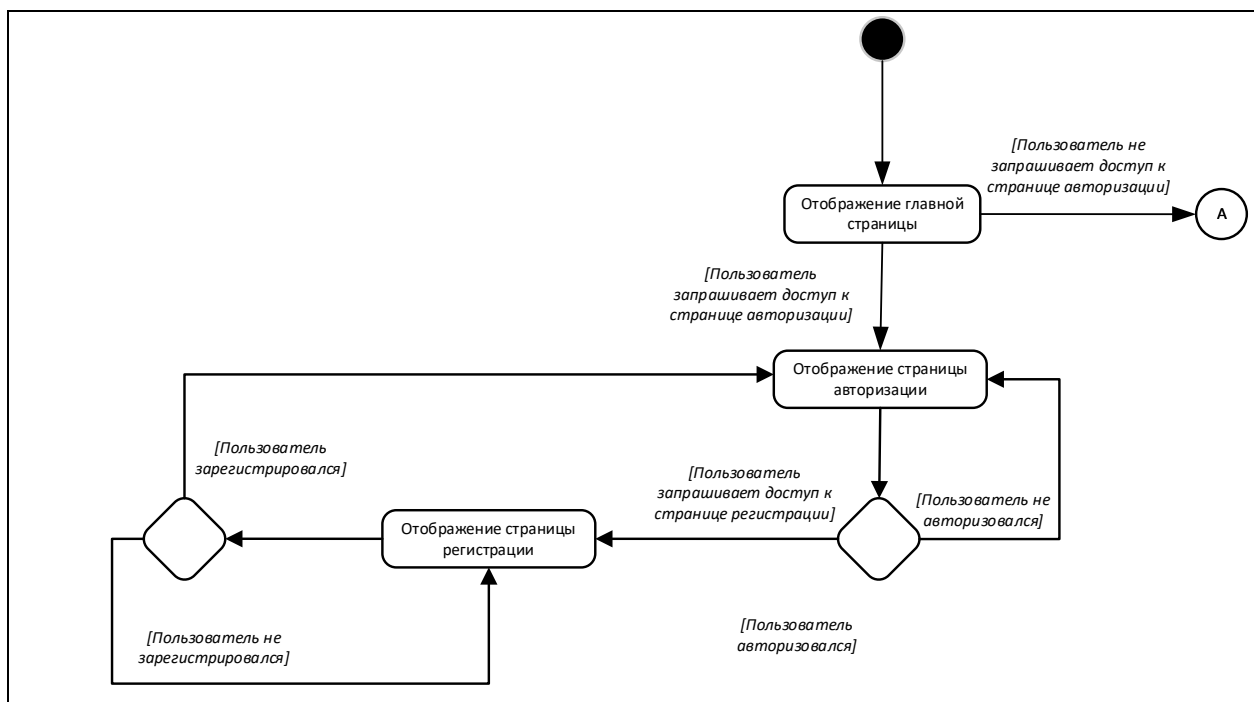 [Пользователь не
запрашивает доступ к
странице авторизации]
Отображение главной
страницы
А
[Пользователь
запрашивает доступ к
странице авторизации]
Отображение страницы
авторизации
[Пользователь
зарегистрировался]
[Пользователь
запрашивает доступ к
странице регистрации]
[Пользователь не
авторизовался]
Отображение страницы
регистрации
[Пользователь не
зарегистрировался]
[Пользователь
авторизовался]